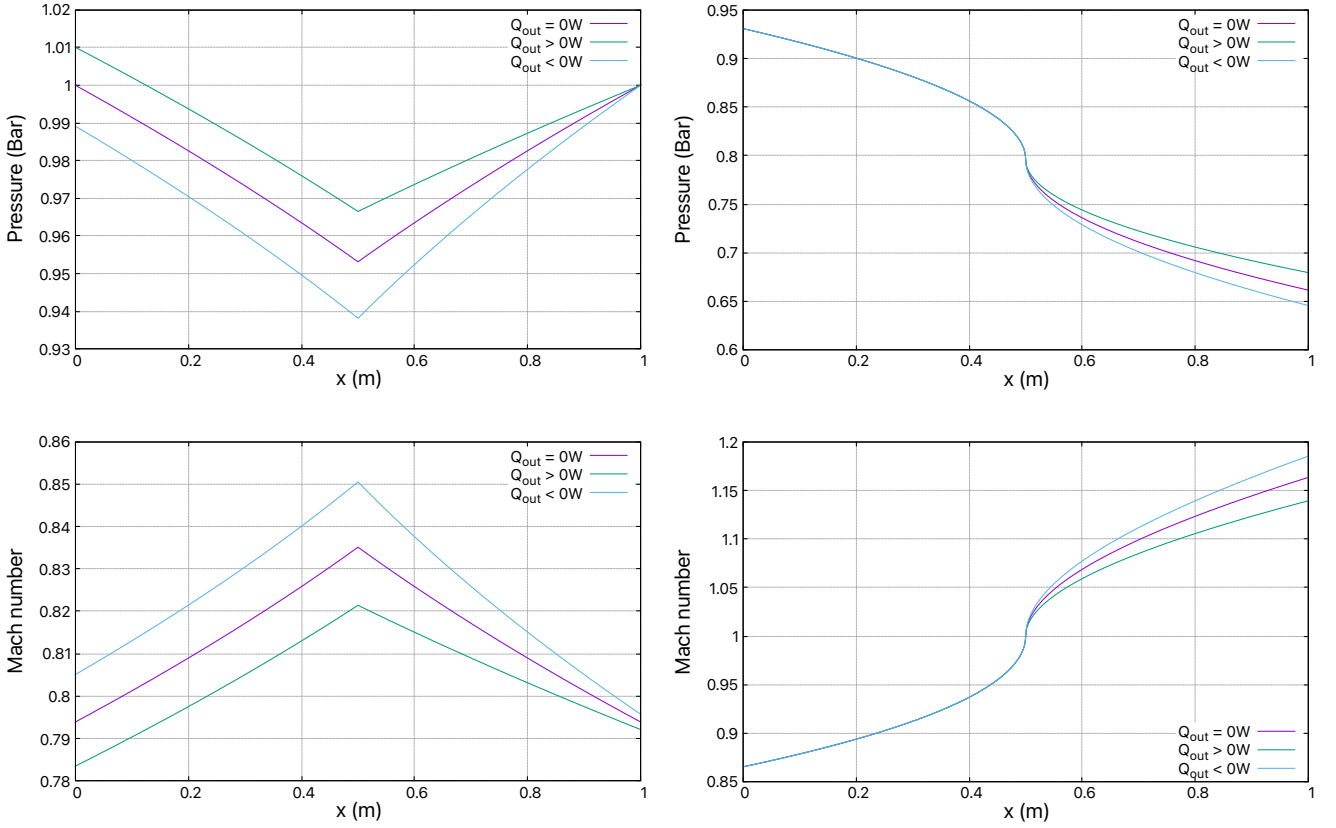 Pressure (Bar)
1.02
1.01
1
0.99
0.98
0.97
0.96
0.95
0.94
0.93
0 0.2 0.4 0.6 0.8 1
x (m)
Qout = 0W
Qout > 0W
Qout < 0W
Pressure (Bar)
0.95
0.9
0.85
0.8
0.75
0.7
0.65
0.6
0 0.2 0.4 0.6 0.8 1
x (m)
Qout = 0W
Qout > 0W
Qout < 0W
Mach number
0.86
0.85
0.84
0.83
0.82
0.81
0.8
0.79
0.78
0 0.2 0.4 0.6 0.8 1
x (m)
Qout = 0W
Qout > 0W
Qout < 0W
Mach number
1.2
1.15
1.1
1.05
1
0.95
0.9
0.85
0 0.2 0.4 0.6 0.8 1
x (m)
Qout = 0W
Qout > 0W
Qout < 0W